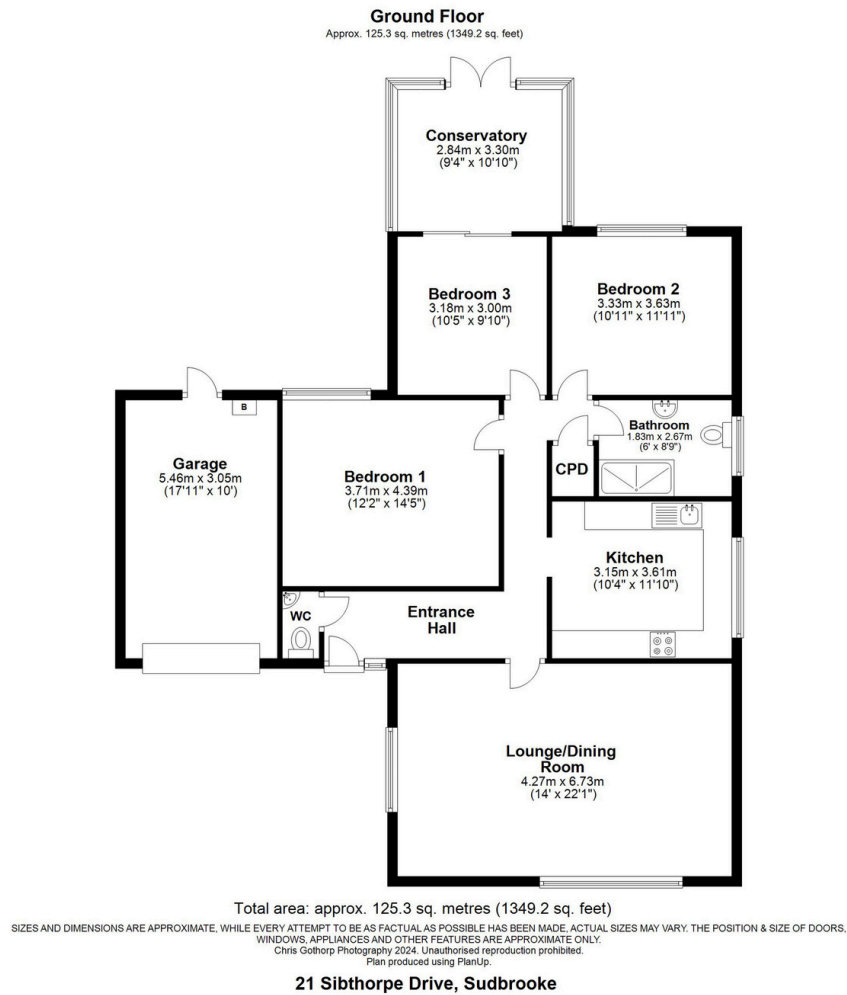 Ground Floor
Approx. 125.3 sq. metres (1349.2 sq. feet)
Conservatory
2.84m x 3.30m
(9'4" x 10'10")
Bedroom 3
3.18m x 3.00m
(10'5" x 9'10")
Bedroom 2
3.33m x 3.63m
(10'11" x 11'11")
B
Garage
5.46m x 3.05m
(17'11" x 10')
Bedroom 1
3.71m x 4.39m
(12'2" x 14'5")
Bathroom
1.83m x 2.67m
(6' x 8'9")
CPD
Kitchen
3.15m x 3.61m
(10'4" x 11'10")
WC
Entrance
Hall
Lounge/Dining
Room
4.27m x 6.73m
(14' x 22'1")
Total area: approx. 125.3 sq. metres (1349.2 sq. feet)
SIZES AND DIMENSIONS ARE APPROXIMATE, WHILE EVERY ATTEMPT TO BE AS FACTUAL AS POSSIBLE HAS BEEN MADE, ACTUAL SIZES MAY VARY. THE POSITION & SIZE OF DOORS,
WINDOWS, APPLIANCES AND OTHER FEATURES ARE APPROXIMATE ONLY.
Chris Gothorp Photography 2024. Unauthorised reproduction prohibited.
Plan produced using PlanUp.
21 Sibthorpe Drive, Sudbrooke